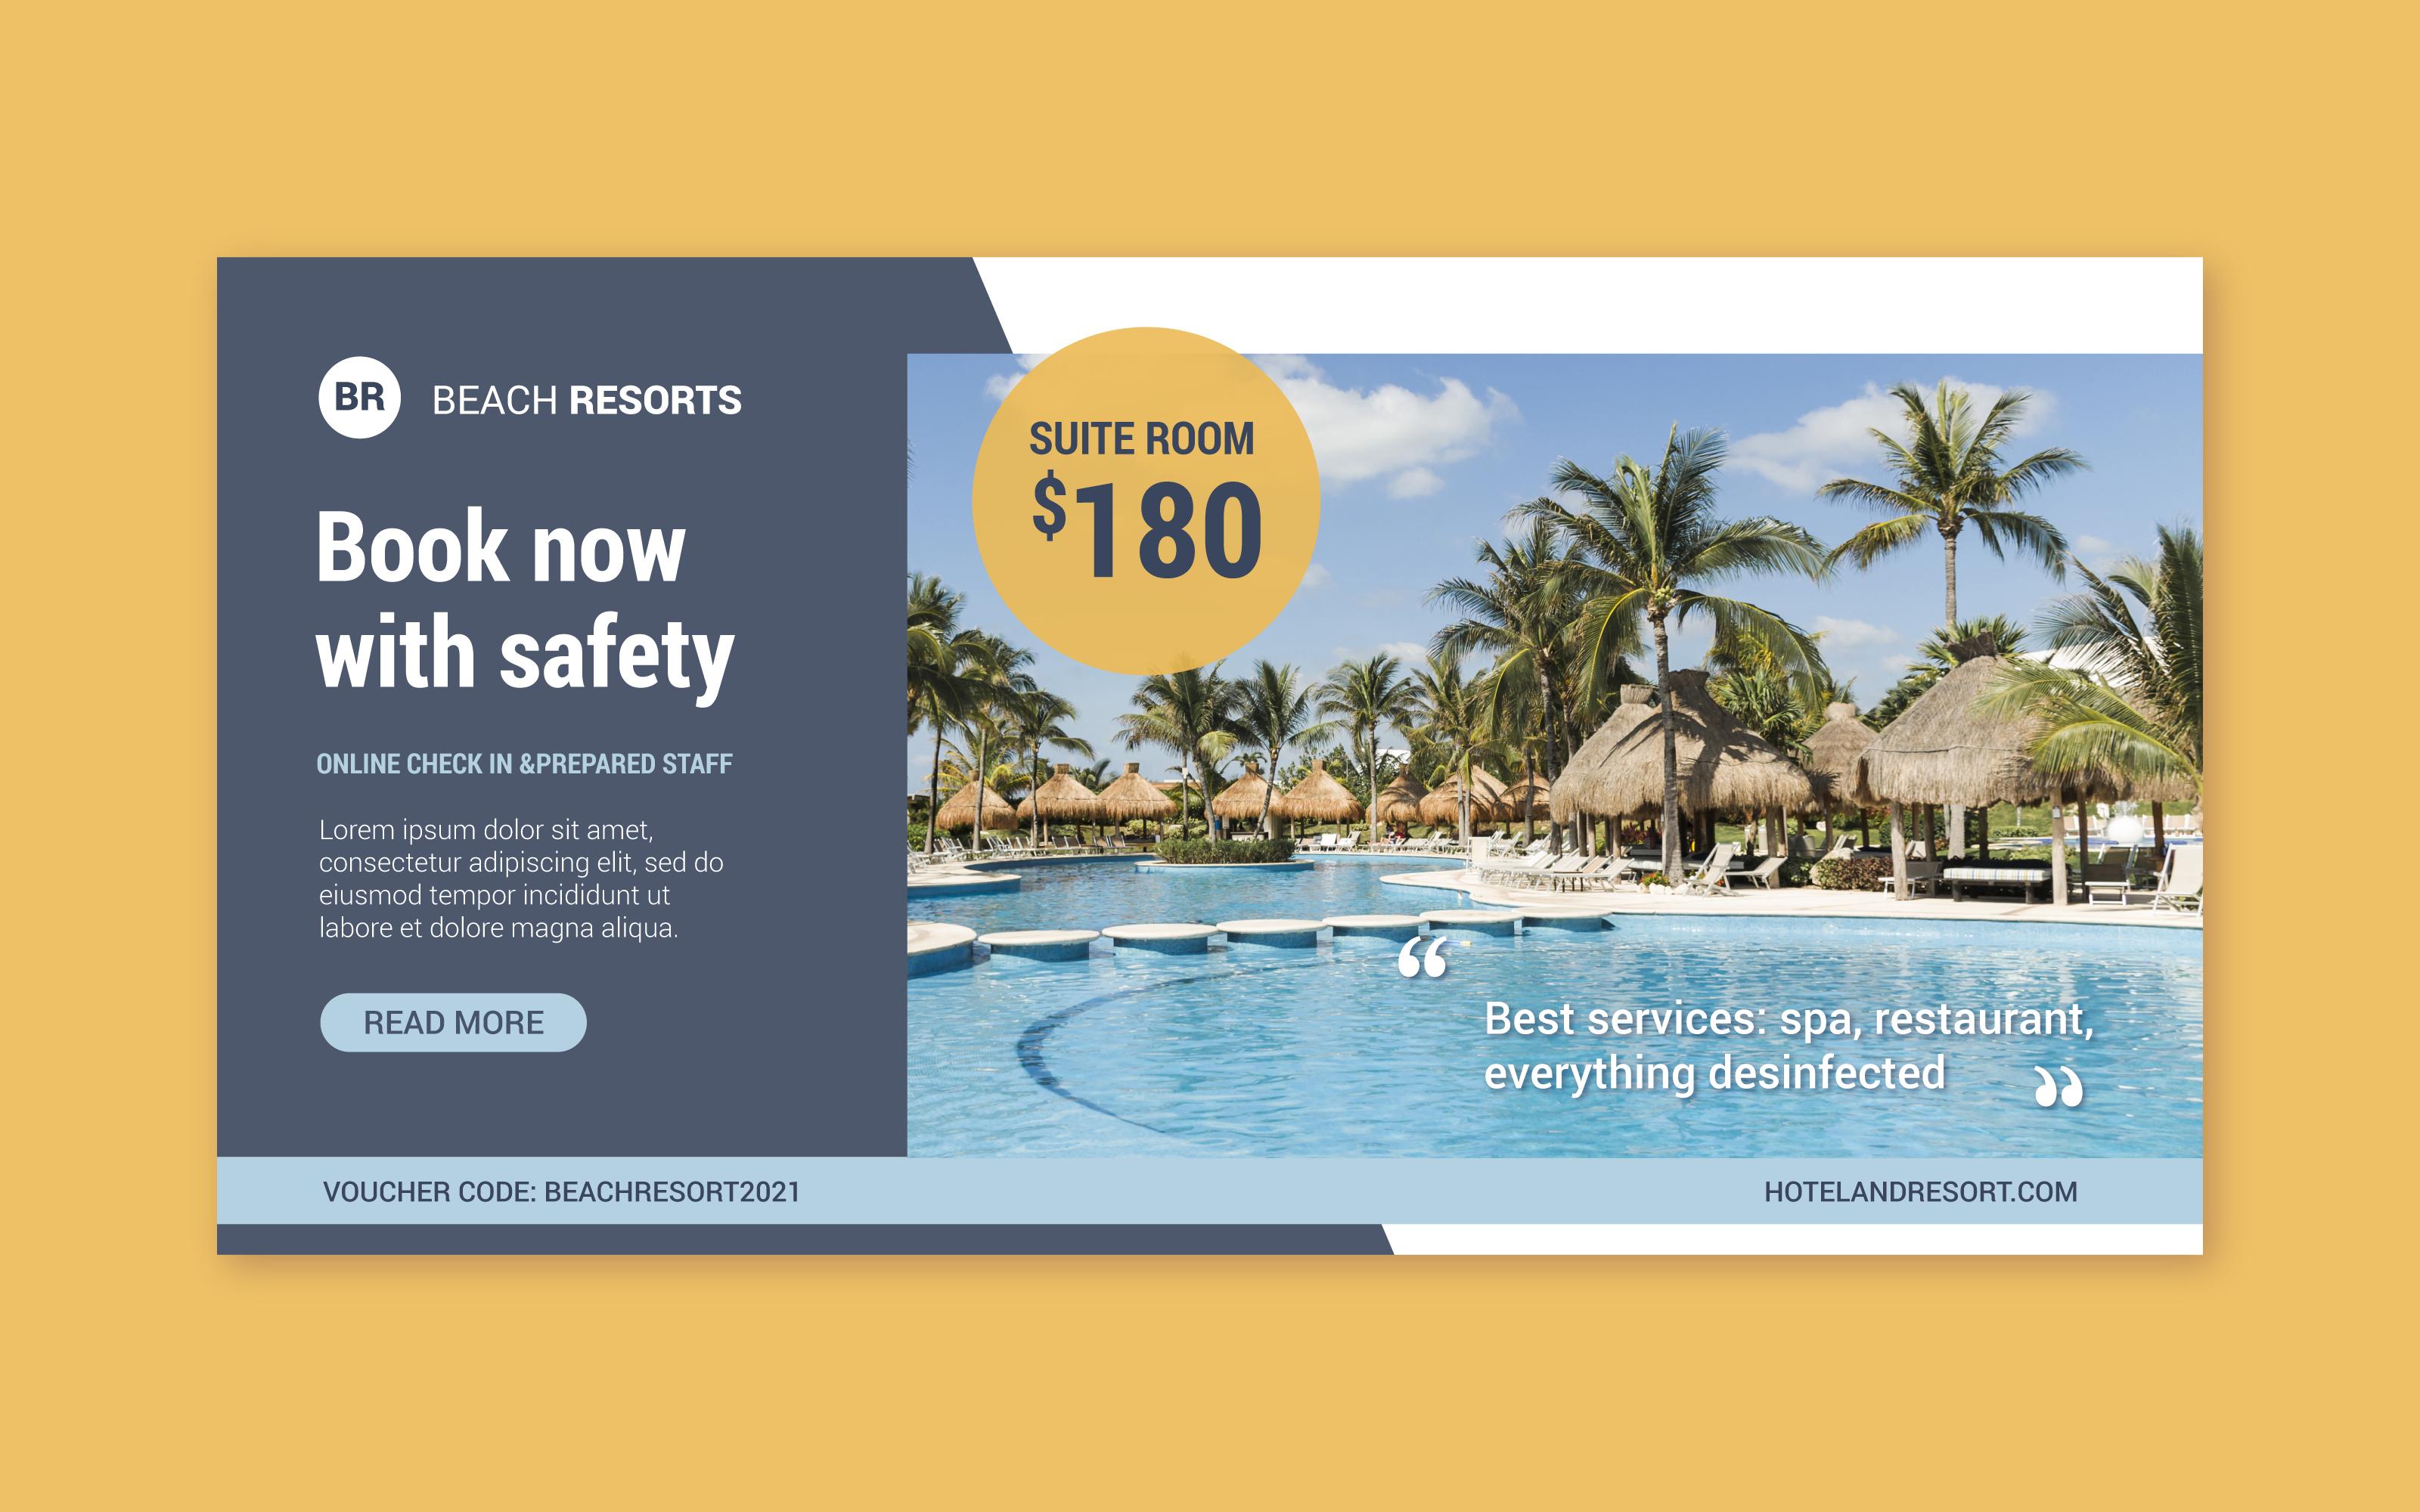 BR
BEACH RESORTS
Book now
with safety
ONLINE CHECK IN &PREPARED STAFF
Lorem ipsum dolor sit amet,
consectetur adipiscing elit, sed do
eiusmod tempor incididunt ut
labore et dolore magna aliqua.
READ MORE
SUITE ROOM
$180
“
Best services: spa, restaurant,
everything desinfected ”
VOUCHER CODE: BEACHRESORT2021
HOTELANDRESORT.COM